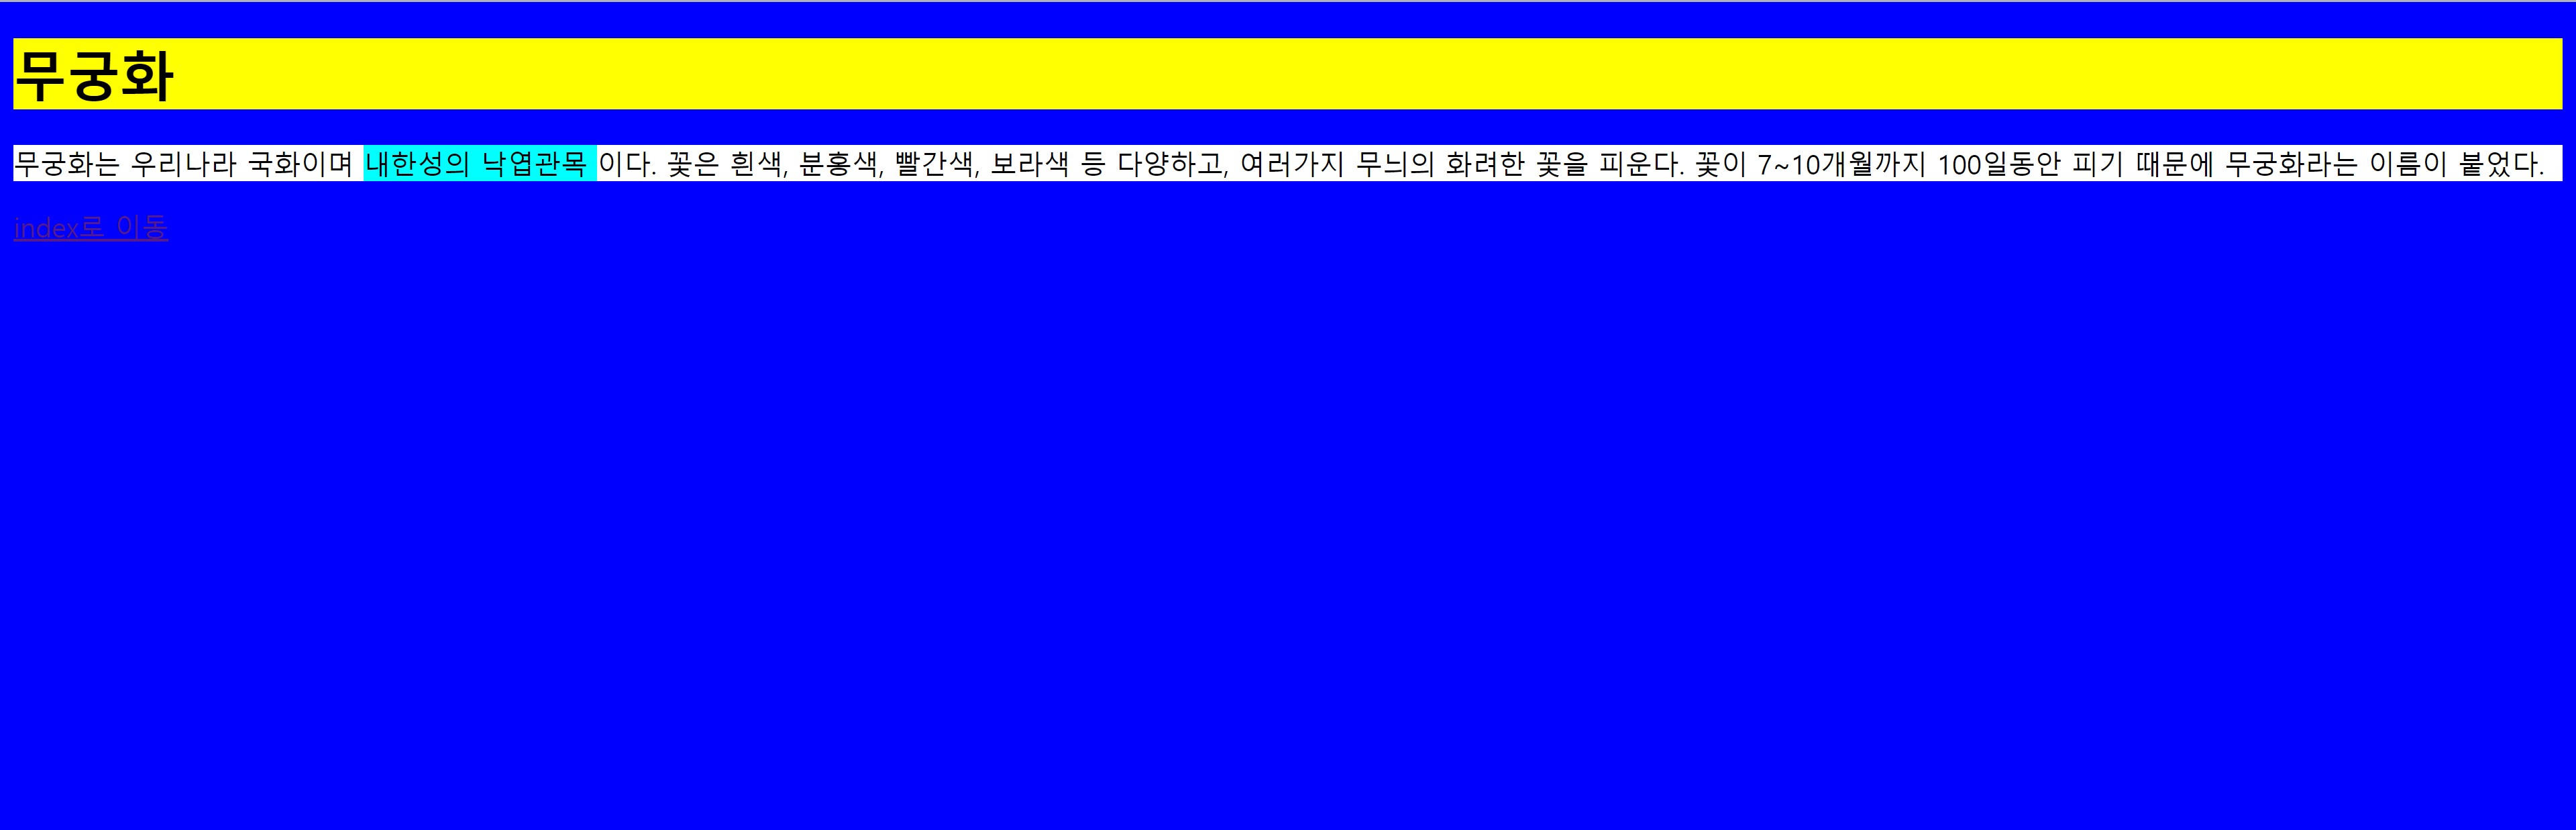 무궁화
무궁화는 우리나라 국화이며 내한성의 낙엽관목 이다. 꽃은 흰색, 분홍색, 빨간색, 보라색 등 다양하고, 여러가지 무늬의 화려한 꽃을 피운다. 꽃이 7~10개월까지 100일동안 피기 때문에 무궁화라는 이름이 붙었다.
index로 이동